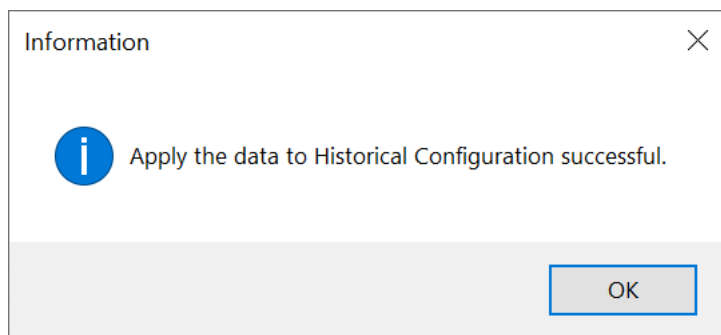 Information
Apply the data to Historical Configuration successful.
OK